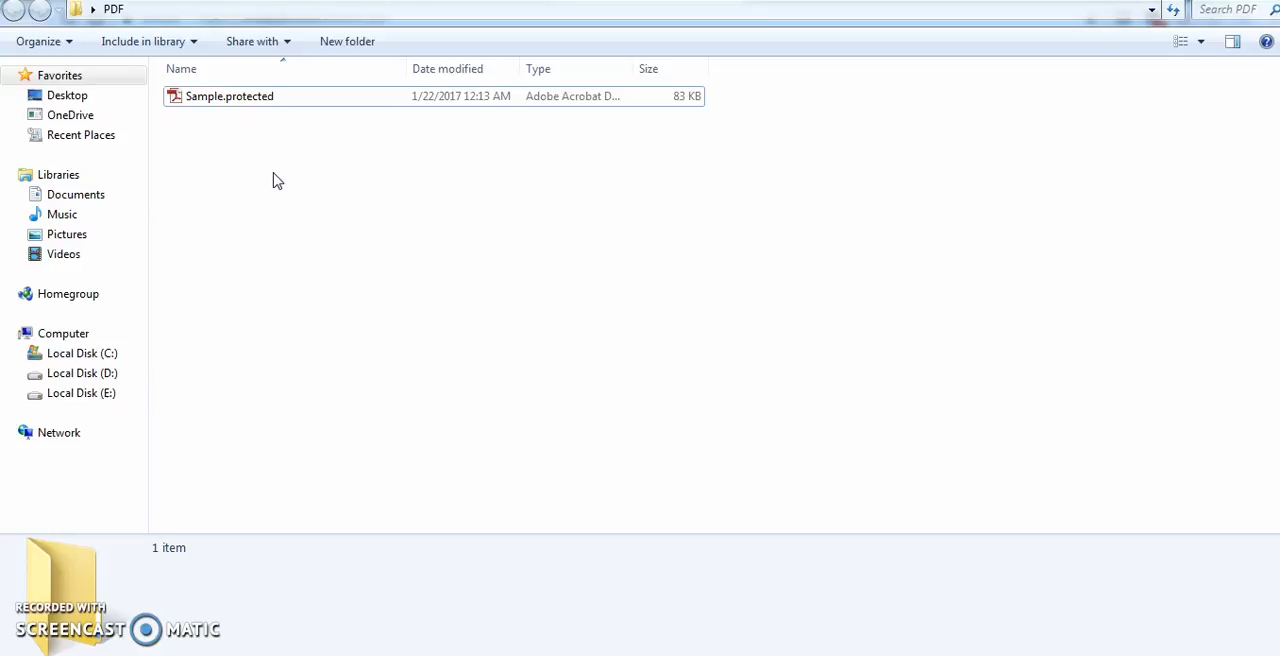 PDF
Search PDF
Organize
Include in library
Share with
New folder
Name
Date modified
Type
Size
Sample.protected
1/22/2017 12:13 AM
Adobe Acrobat D...
83 KB
Favorites
Desktop
OneDrive
Recent Places
Libraries
Documents
Music
Pictures
Videos
Homegroup
Computer
Local Disk (C:)
Local Disk (D:)
Local Disk (E:)
Network
1 item
RECORDED WITH
SCREENCAST MATIC